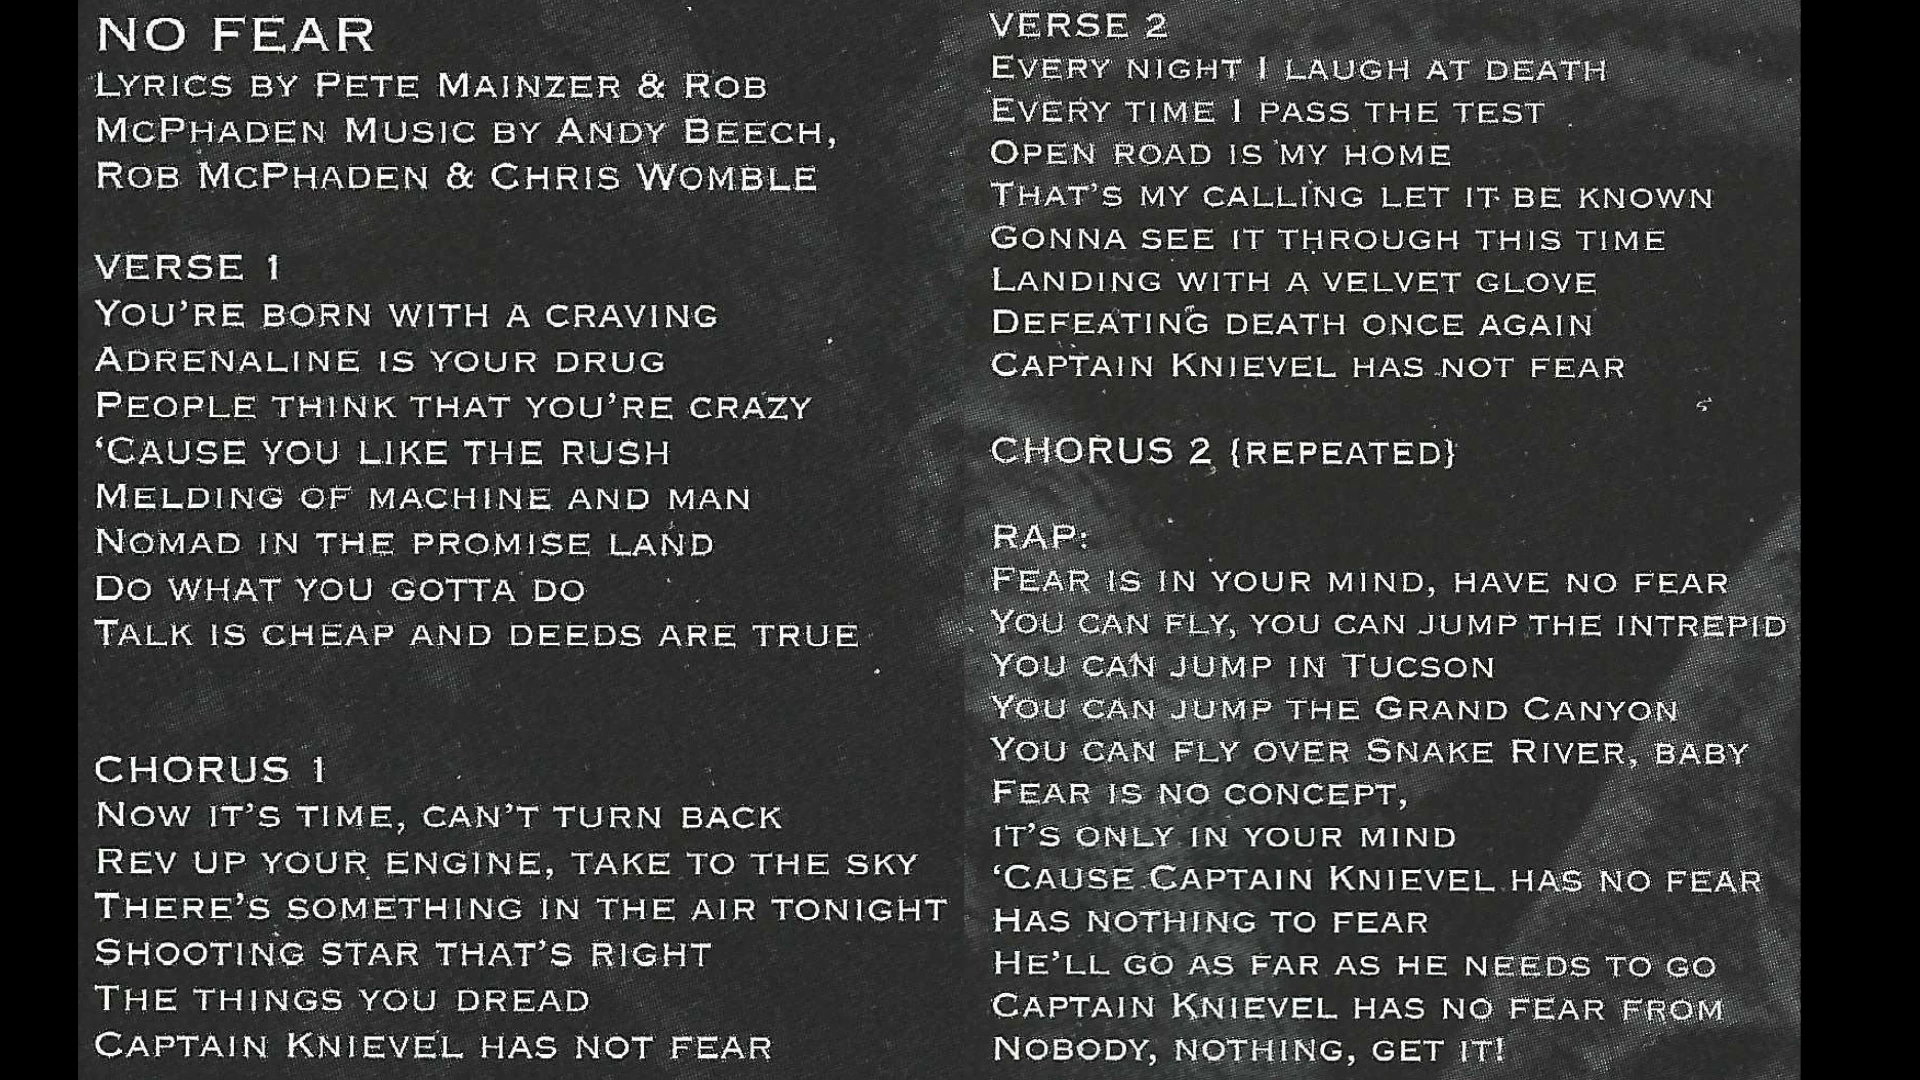 NO FEAR
LYRICS BY PETE MAINZER & ROB
MCPHADEN MUSIC BY ANDY BEECH,
ROB MCPHADEN & CHRIS WOMBLE
VERSE 1
YOU'RE BORN WITH A CRAVING
ADRENALINE IS YOUR DRUG
PEOPLE THINK THAT YOU'RE CRAZY
‘CAUSE YOU LIKE THE RUSH
MELDING OF MACHINE AND MAN
NOMAD IN THE PROMISE LAND
DO WHAT YOU GOTTA DO
TALK IS CHEAP AND DEEDS ARE TRUE
CHORUS 1
NOW IT'S TIME, CAN'T TURN BACK
REV UP YOUR ENGINE, TAKE TO THE SKY
THERE'S SOMETHING IN THE AIR TONIGHT
SHOOTING STAR THAT'S RIGHT
THE THINGS YOU DREAD
CAPTAIN KNIEVEL HAS NOT FEAR
VERSE 2
EVERY NIGHT I LAUGH AT DEATH
EVERY TIME I PASS THE TEST
OPEN ROAD IS MY HOME
THAT'S MY CALLING LET IT BE KNOWN
GONNA SEE IT THROUGH THIS TIME
LANDING WITH A VELVET GLOVE
DEFEATING DEATH ONCE AGAIN
CAPTAIN KNIEVEL HAS NOT FEAR
CHORUS 2 {REPEATED}
RAP:
FEAR IS IN YOUR MIND, HAVE NO FEAR
YOU CAN FLY, YOU CAN JUMP THE INTREPID
YOU CAN JUMP IN TUCSON
YOU CAN JUMP THE GRAND CANYON
YOU CAN FLY OVER SNAKE RIVER, BABY
FEAR IS NO CONCEPT,
IT'S ONLY IN YOUR MIND
‘CAUSE CAPTAIN KNIEVEL HAS NO FEAR
HAS NOTHING TO FEAR
HE'LL GO AS FAR AS HE NEEDS TO GO
CAPTAIN KNIEVEL HAS NO FEAR FROM
NOBODY, NOTHING, GET IT!